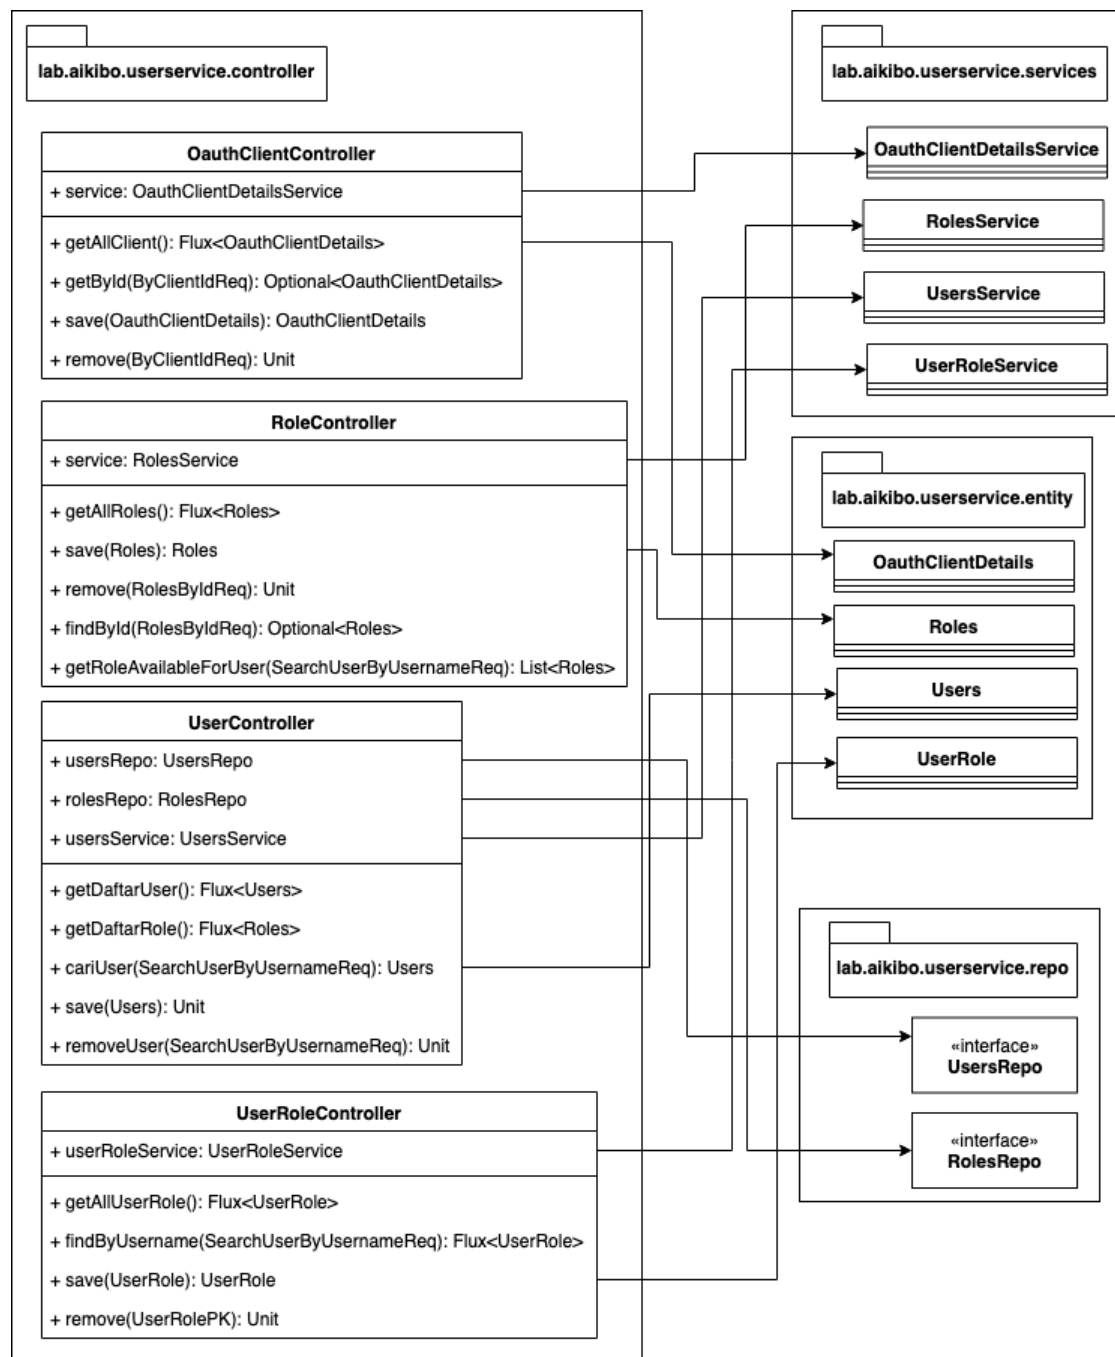 lab.aikibo.userservice.controller
OauthClientController
+ service: OauthClientDetailsService
+ getAllClient(): Flux<OauthClientDetails>
+ getById(ByClientIdReq): Optional<OauthClientDetails>
+ save(OauthClientDetails): OauthClientDetails
+ remove(ByClientIdReq): Unit
RoleController
+ service: RolesService
+ getAllRoles(): Flux<Roles>
+ save(Roles): Roles
+ remove(RolesByIdReq): Unit
+ findById(RolesByIdReq): Optional<Roles>
+ getRoleAvailableForUser(SearchUserByUsernameReq): List<Roles>
UserController
+ usersRepo: UsersRepo
+ rolesRepo: RolesRepo
+ usersService: UsersService
+ getDaftarUser(): Flux<Users>
+ getDaftarRole(): Flux<Roles>
+ cariUser(SearchUserByUsernameReq): Users
+ save(Users): Unit
+ removeUser(SearchUserByUsernameReq): Unit
UserRoleController
+ userRoleService: UserRoleService
+ getAllUserRole(): Flux<UserRole>
+ findByUsername(SearchUserByUsernameReq): Flux<UserRole>
+ save(UserRole): UserRole
+ remove(UserRolePK): Unit
lab.aikibo.userservice.services
OauthClientDetailsService
RolesService
UsersService
UserRoleService
lab.aikibo.userservice.entity
OauthClientDetails
Roles
Users
UserRole
lab.aikibo.userservice.repo
«interface»
UsersRepo
«interface»
RolesRepo